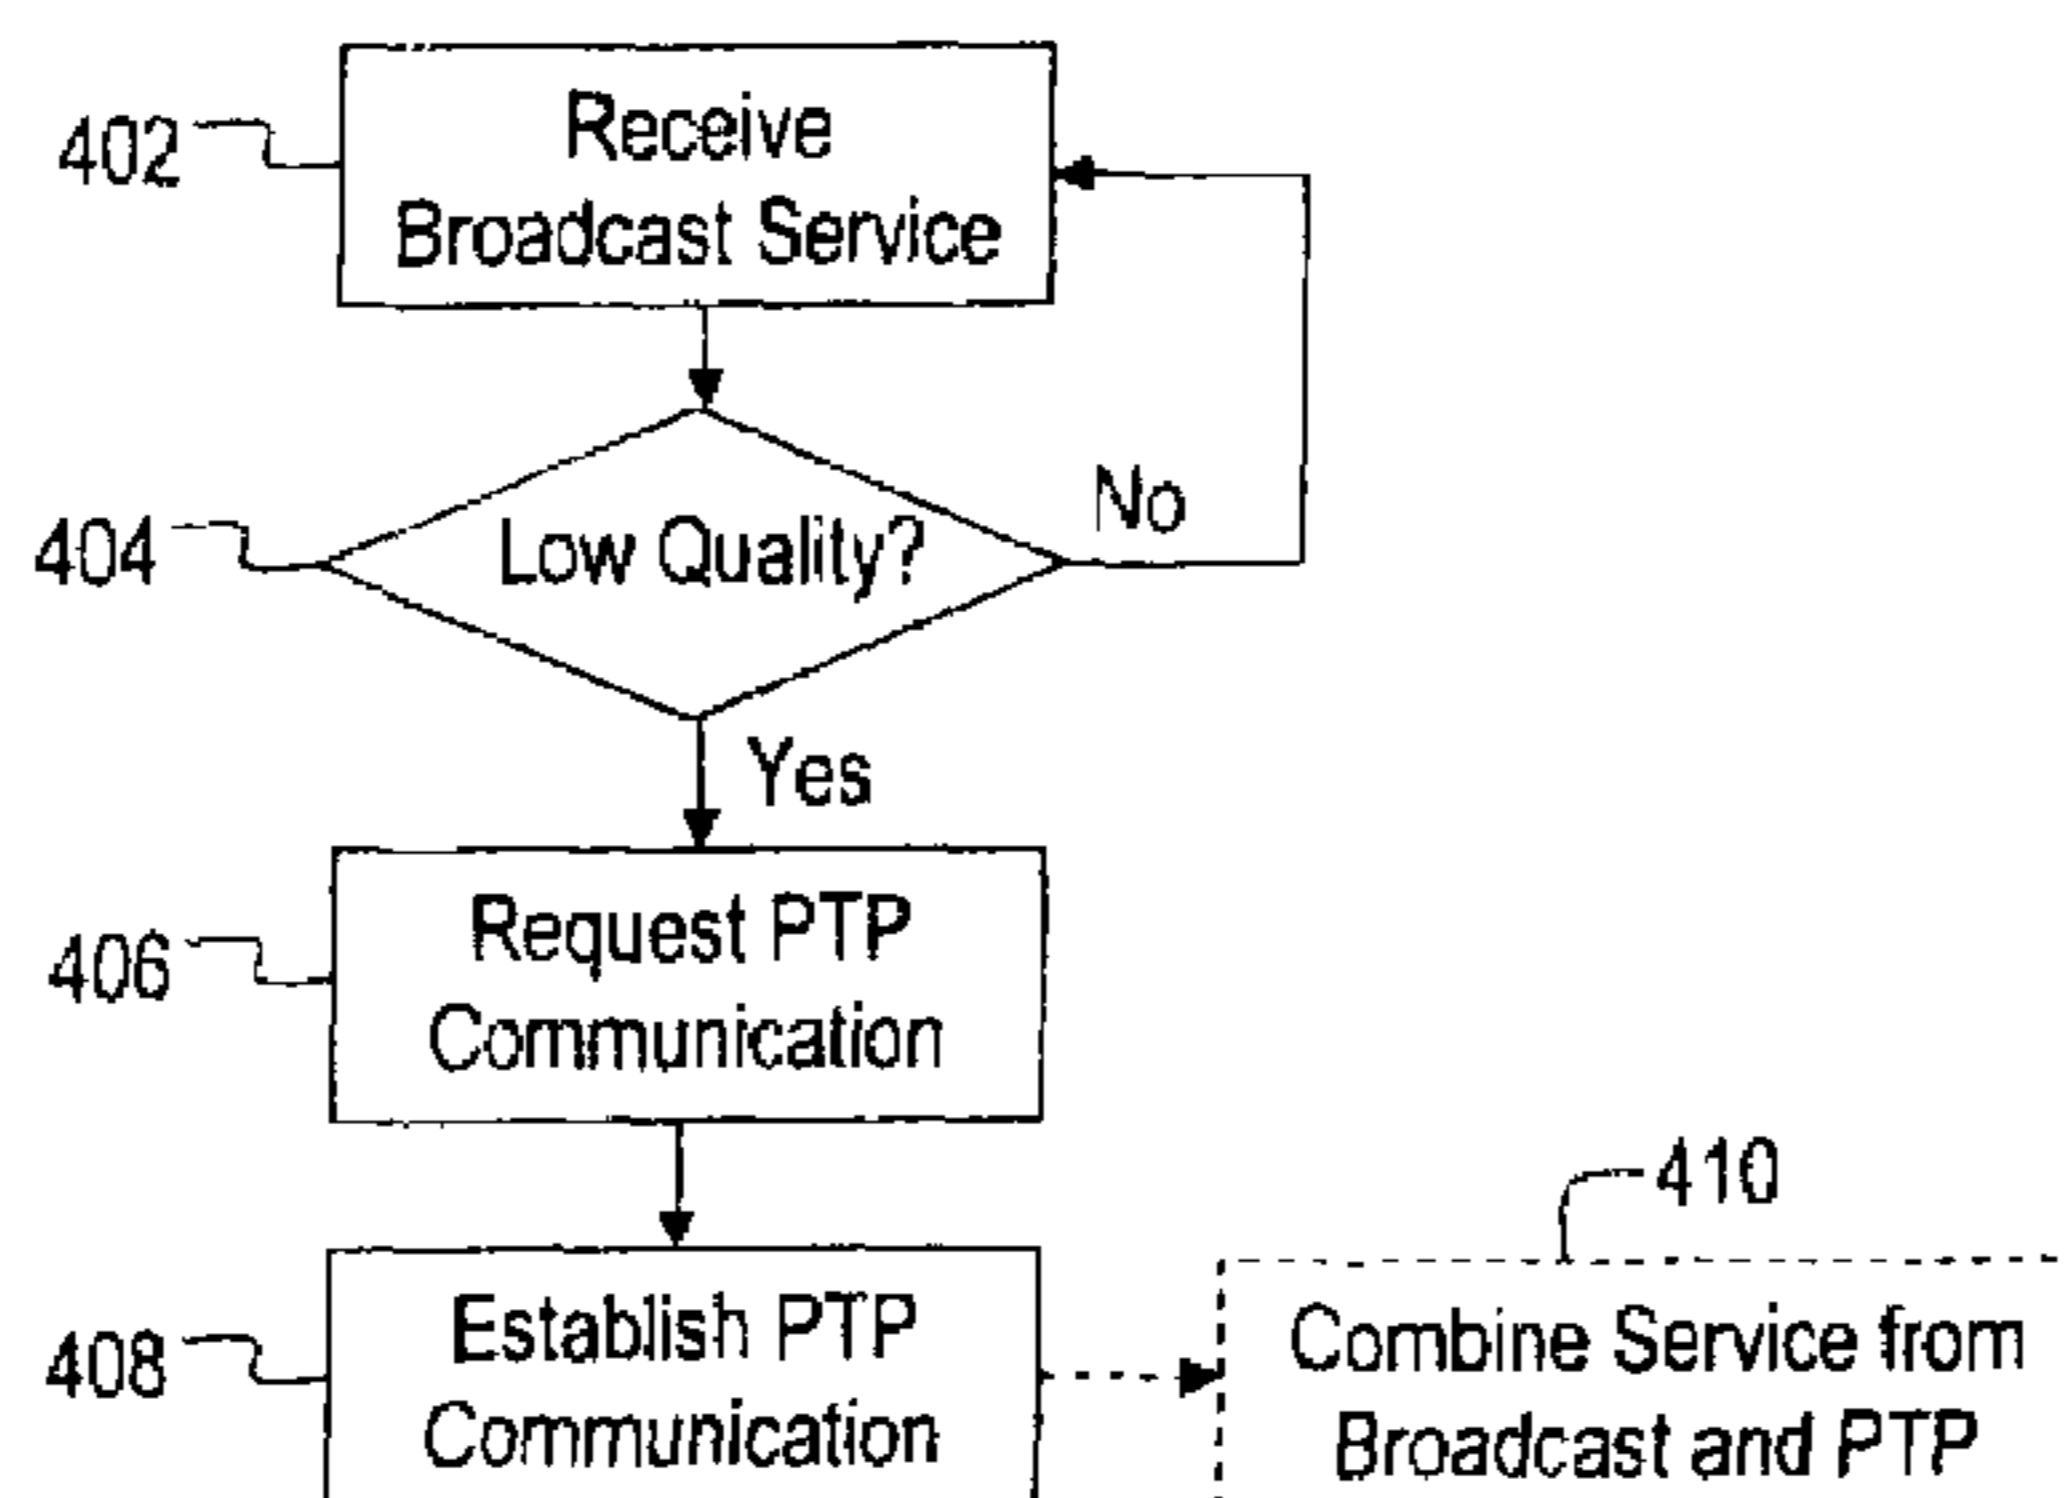 402
Receive
Broadcast Service
404
Low Quality?
No
Yes
406
Request PTP
Communication
410
408
Establish PTP
Communication
Combine Service from
Broadcast and PTP